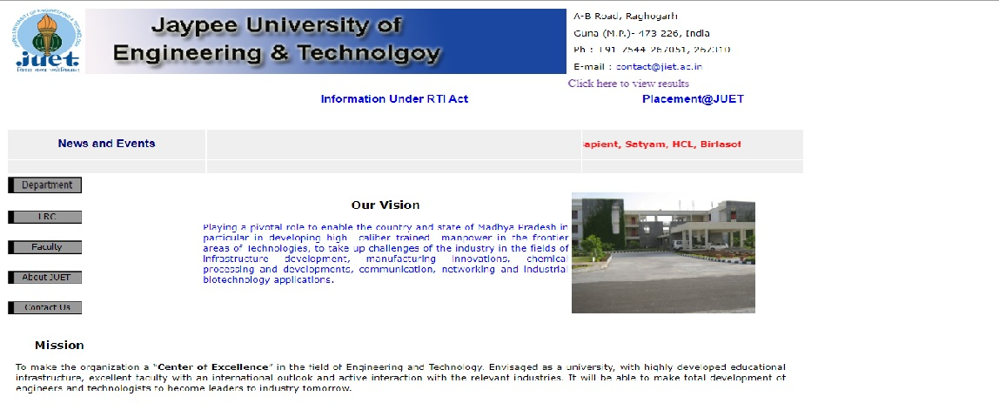 Jaypee University of
Engineering & Technolgoy
juet
A-B Road, Raghogarh
Guna (M.P.)- 473 226, India
Ph : +91 7544 267051, 267310
E-mail : contact@jiet.ac.in
Click here to view results
Information Under RTI Act
Placement@JUET
News and Events
apient, Satyam, HCL, Birlasof
Department
LRC
Faculty
About JUET
Contact Us
Our Vision
Playing a pivotal role to enable the country and state of Madhya Pradesh in
particular in developing high caliber trained manpower in the frontier
areas of Technologies, to take up challenges of the industry in the fields of
infrastructure development, manufacturing innovations, chemical
processing and developments, communication, networking and industrial
biotechnology applications.
Mission
To make the organization a “Center of Excellence” in the field of Engineering and Technology. Envisaged as a university, with highly developed educational
infrastructure, excellent faculty with an international outlook and active interaction with the relevant industries. It will be able to make total development of
engineers and technologists to become leaders to industry tomorrow.